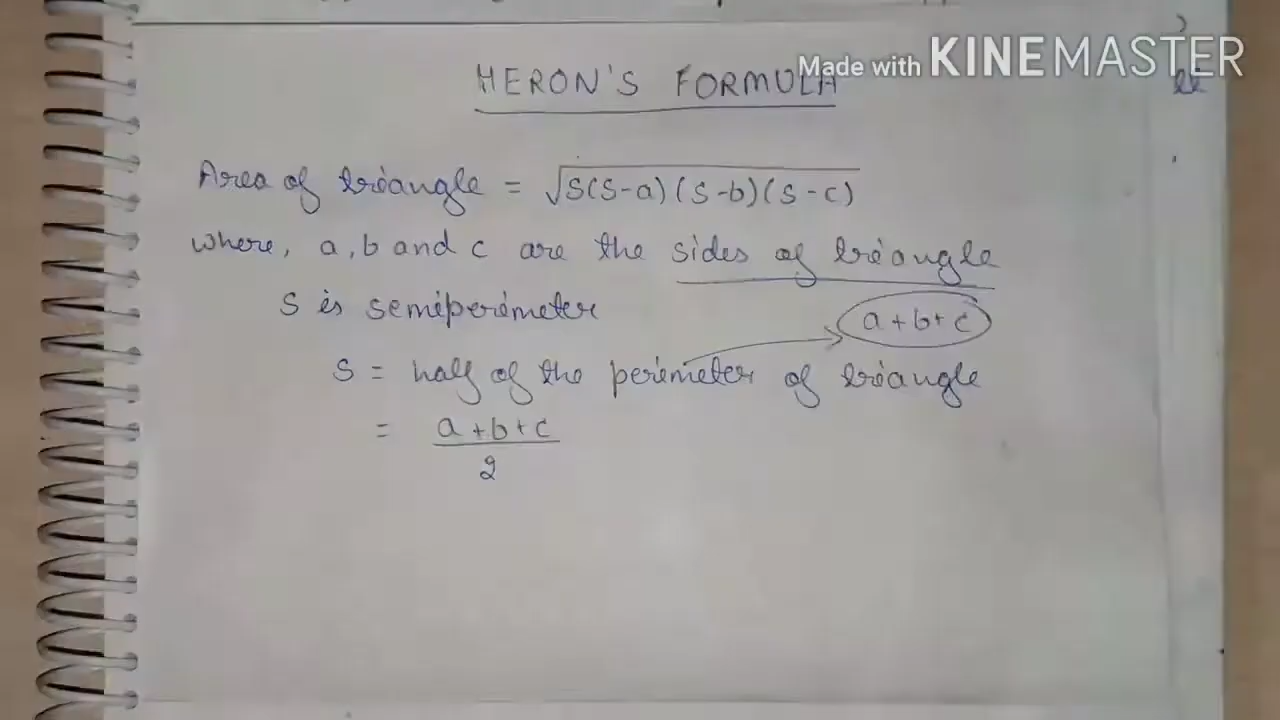 Made with KINEMASTER
HERON'S FORMULA
Area of triangle = √s(s-a)(s-b)(s-c)
where, a, b and c are the sides of triangle
s is semiperimeter
a+b+c
s = half of the perimeter of triangle
= a+b+c
2